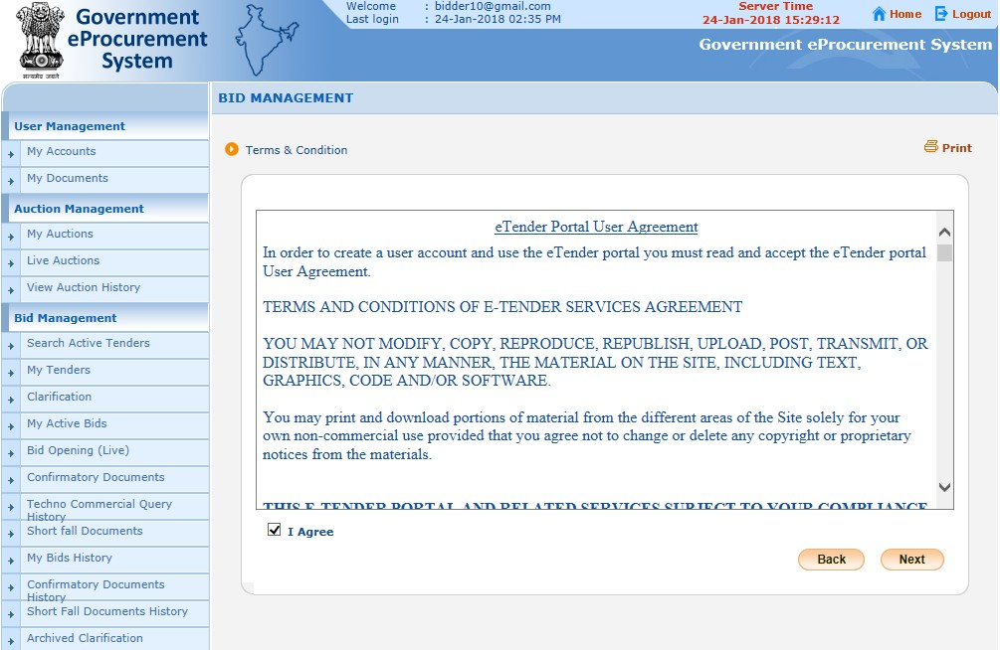 Government
eProcurement
System
सत्यमेव जयते
Welcome : bidder10@gmail.com
Last login : 24-Jan-2018 02:35 PM
Server Time
24-Jan-2018 15:29:12
Home
Logout
Government eProcurement System
BID MANAGEMENT
User Management
My Accounts
My Documents
Auction Management
My Auctions
Live Auctions
View Auction History
Bid Management
Search Active Tenders
My Tenders
Clarification
My Active Bids
Bid Opening (Live)
Confirmatory Documents
Techno Commercial Query
History
Short fall Documents
My Bids History
Confirmatory Documents
History
Short Fall Documents History
Archived Clarification
Terms & Condition
Print
eTender Portal User Agreement
In order to create a user account and use the eTender portal you must read and accept the eTender portal
User Agreement.
TERMS AND CONDITIONS OF E-TENDER SERVICES AGREEMENT
YOU MAY NOT MODIFY, COPY, REPRODUCE, REPUBLISH, UPLOAD, POST, TRANSMIT, OR
DISTRIBUTE, IN ANY MANNER, THE MATERIAL ON THE SITE, INCLUDING TEXT,
GRAPHICS, CODE AND/OR SOFTWARE.
You may print and download portions of material from the different areas of the Site solely for your
own non-commercial use provided that you agree not to change or delete any copyright or proprietary
notices from the materials.
THIS E-TENDER PORTAL AND RELATED SERVICES SUBJECT TO YOUR COMPLIANCE
I Agree
Back
Next